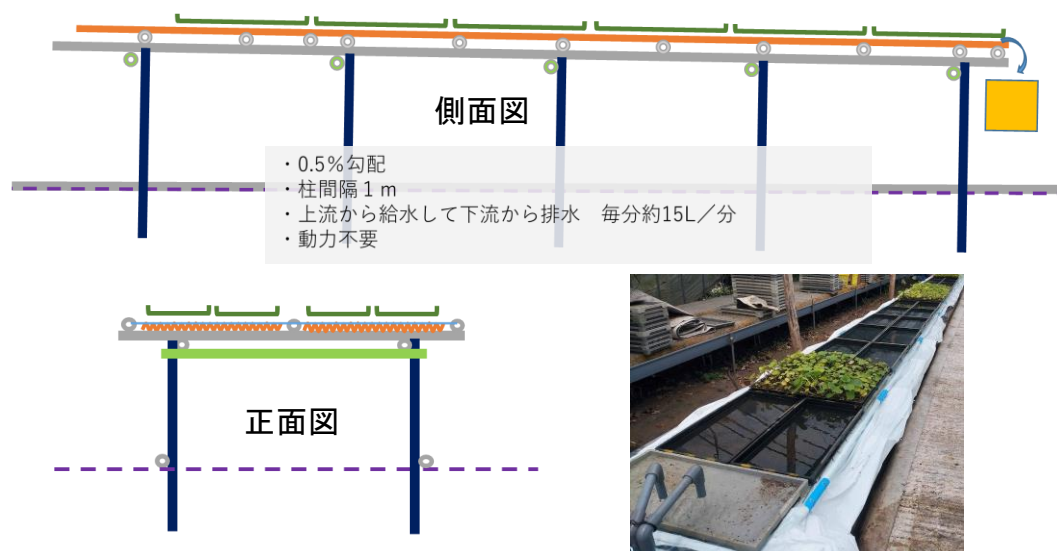 側面図
・0.5%勾配
・柱間隔1m
・上流から給水して下流から排水　毎分約15L／分
・動力不要
正面図